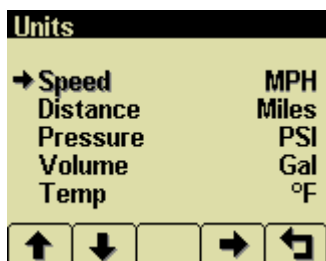 Units
Speed MPH
Distance Miles
Pressure PSI
Volume Gal
Temp °F